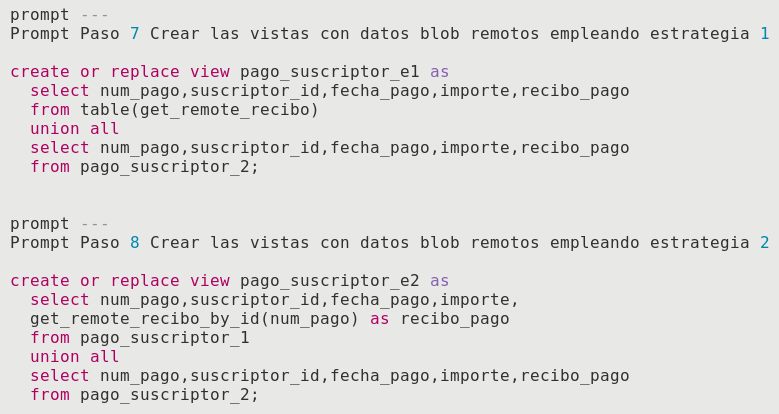 prompt ---
Prompt Paso 7 Crear las vistas con datos blob remotos empleando estrategia 1
create or replace view pago_suscriptor_e1 as
select num_pago,suscriptor_id,fecha_pago,importe,recibo_pago
from table(get_remote_recibo)
union all
select num_pago,suscriptor_id,fecha_pago,importe,recibo_pago
from pago_suscriptor_2;
prompt ---
Prompt Paso 8 Crear las vistas con datos blob remotos empleando estrategia 2
create or replace view pago_suscriptor_e2 as
select num_pago,suscriptor_id,fecha_pago,importe,
get_remote_recibo_by_id(num_pago) as recibo_pago
from pago_suscriptor_1
union all
select num_pago,suscriptor_id,fecha_pago,importe,recibo_pago
from pago_suscriptor_2;